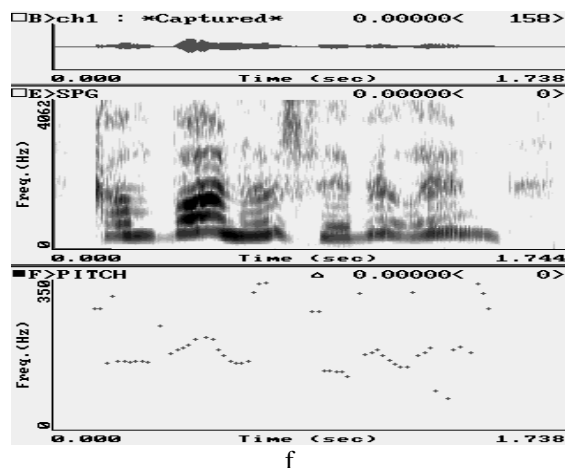 B>ch1 : *Captured* 0.00000< 158>
0.000 Time (sec) 1.738
E>SPG 0.00000< 0>
4062
Freq.(Hz)
0
0.000 Time (sec) 1.744
F>PITCH 0.00000< 0>
350
Freq.(Hz)
0
0.000 Time (sec) 1.738
f